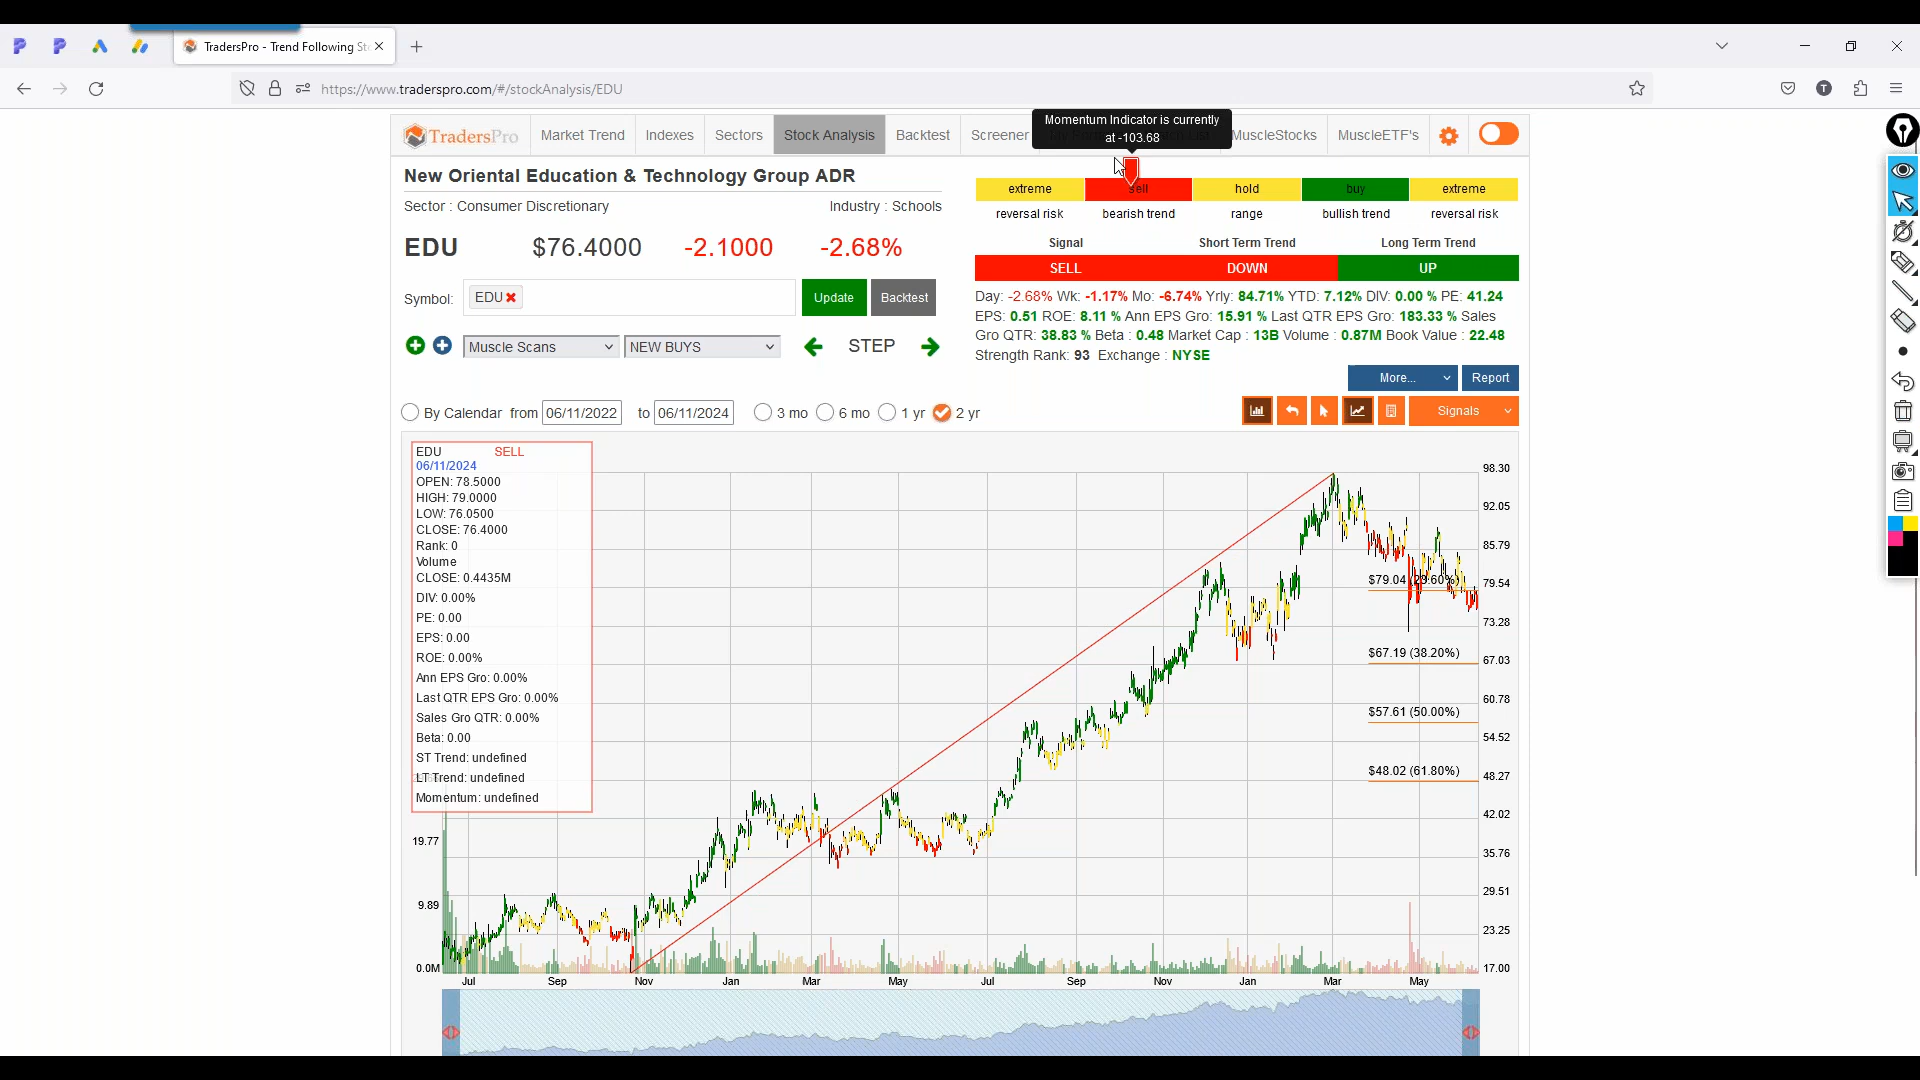 TradersPro - Trend Following St
https://www.traderspro.com/#/stockAnalysis/EDU
T
TradersPro
Market Trend
Indexes
Sectors
Stock Analysis
Backtest
Screener
MuscleStocks
MuscleETF's
Momentum Indicator is currently
at -103.68
New Oriental Education & Technology Group ADR
Sector : Consumer Discretionary
Industry : Schools
EDU $76.4000 -2.1000 -2.68%
Symbol: EDU
Update
Backtest
Muscle Scans
NEW BUYS
STEP
extreme sell hold buy extreme
reversal risk bearish trend range bullish trend reversal risk
Signal Short Term Trend Long Term Trend
SELL DOWN UP
Day: -2.68% Wk: -1.17% Mo: -6.74% Yrly: 84.71% YTD: 7.12% DIV: 0.00 % PE: 41.24
EPS: 0.51 ROE: 8.11 % Ann EPS Gro: 15.91 % Last QTR EPS Gro: 183.33 % Sales
Gro QTR: 38.83 % Beta : 0.48 Market Cap : 13B Volume : 0.87M Book Value : 22.48
Strength Rank: 93 Exchange : NYSE
More...
Report
By Calendar from 06/11/2022 to 06/11/2024 3 mo 6 mo 1 yr 2 yr
Signals
EDU SELL
06/11/2024
OPEN: 78.5000
HIGH: 79.0000
LOW: 76.0500
CLOSE: 76.4000
Rank: 0
Volume
CLOSE: 0.4435M
DIV: 0.00%
PE: 0.00
EPS: 0.00
ROE: 0.00%
Ann EPS Gro: 0.00%
Last QTR EPS Gro: 0.00%
Sales Gro QTR: 0.00%
Beta: 0.00
ST Trend: undefined
LT Trend: undefined
Momentum: undefined
19.77
9.89
0.0M
$79.04 (23.60%)
$67.19 (38.20%)
$57.61 (50.00%)
$48.02 (61.80%)
98.30
92.05
85.79
79.54
73.28
67.03
60.78
54.52
48.27
42.02
35.76
29.51
23.25
17.00
Jul Sep Nov Jan Mar May Jul Sep Nov Jan Mar May